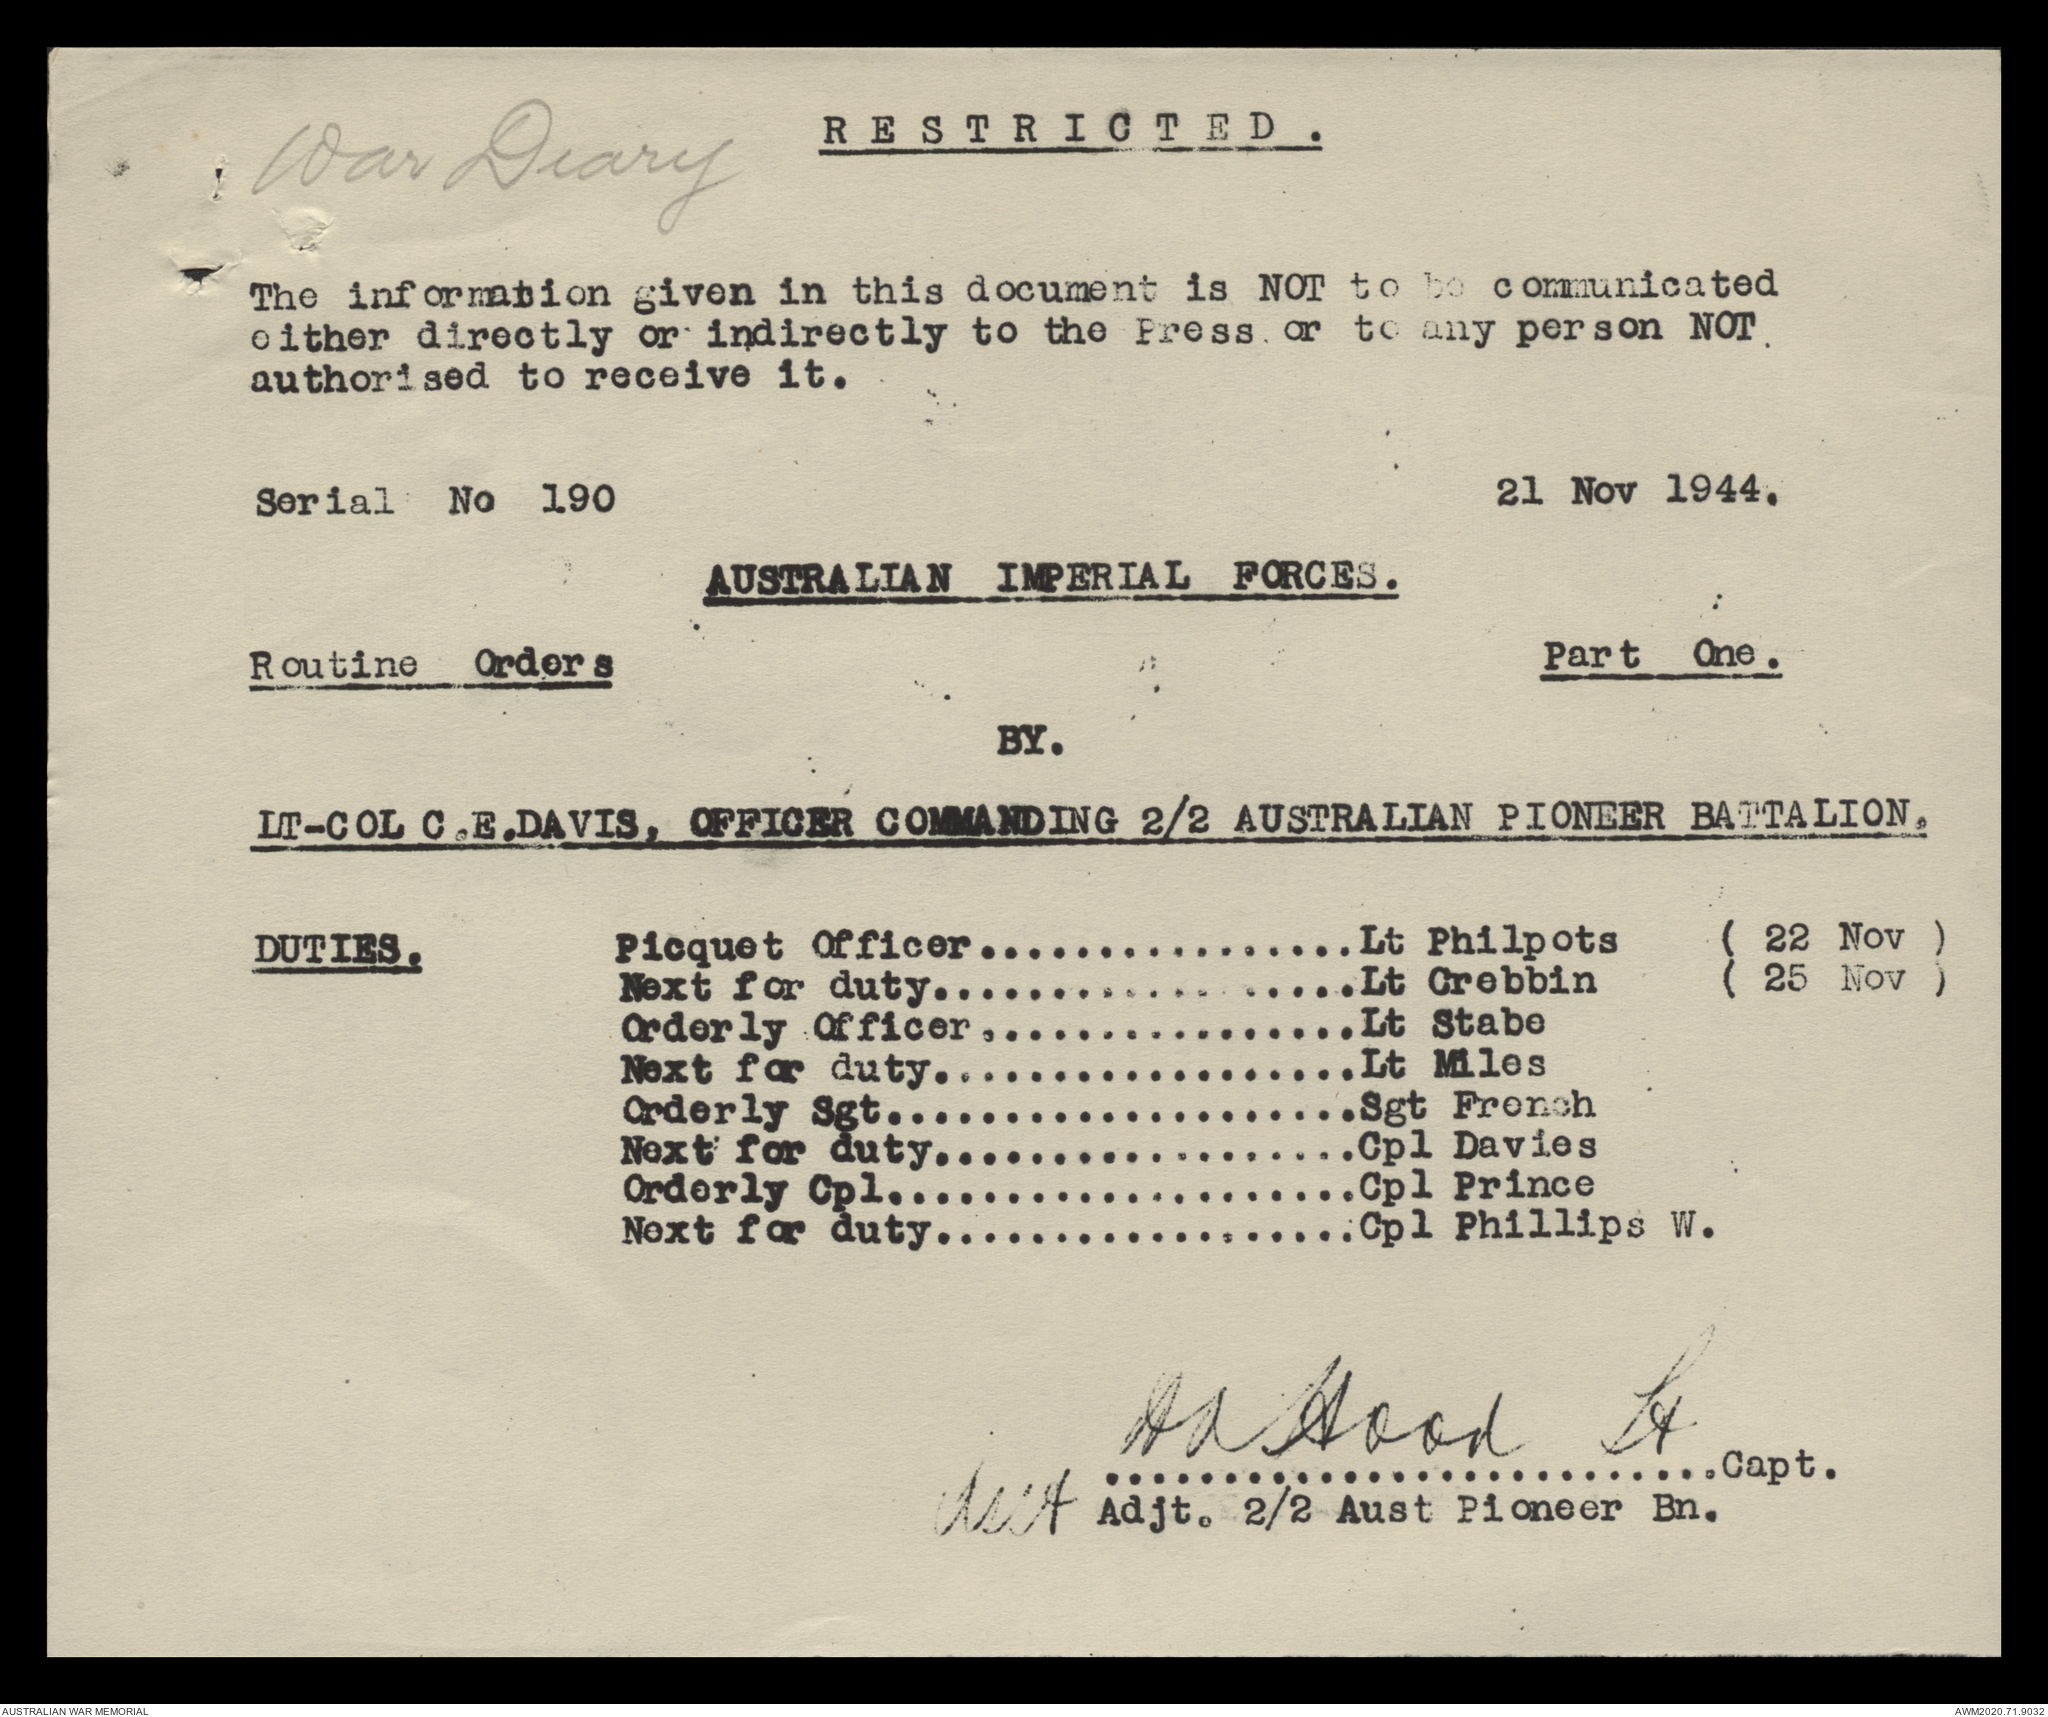 War Diary
RESTRICTED.
The information given in this document is NOT to be communicated
either directly or indirectly to the Press or to any person NOT
authorised to receive it.
Serial No 190 21 Nov 1944.
AUSTRALIAN IMPERIAL FORCES.
Routine Orders Part One.
BY.
LT-COL C.E.DAVIS, OFFICER COMMANDING 2/2 AUSTRALIAN PIONEER BATTALION.
DUTIES. Picquet Officer................Lt Philpots ( 22 Nov )
Next for duty..................Lt Crebbin ( 25 Nov )
Orderly Officer................Lt Stabe
Next for duty..................Lt Miles
Orderly Sgt....................Sgt French
Next for duty..................Cpl Davies
Orderly Cpl....................Cpl Prince
Next for duty..................Cpl Phillips W.
Hood Lt
..........................Capt.
Asst Adjt. 2/2 Aust Pioneer Bn.
AUSTRALIAN WAR MEMORIAL AWM2020.71.9032